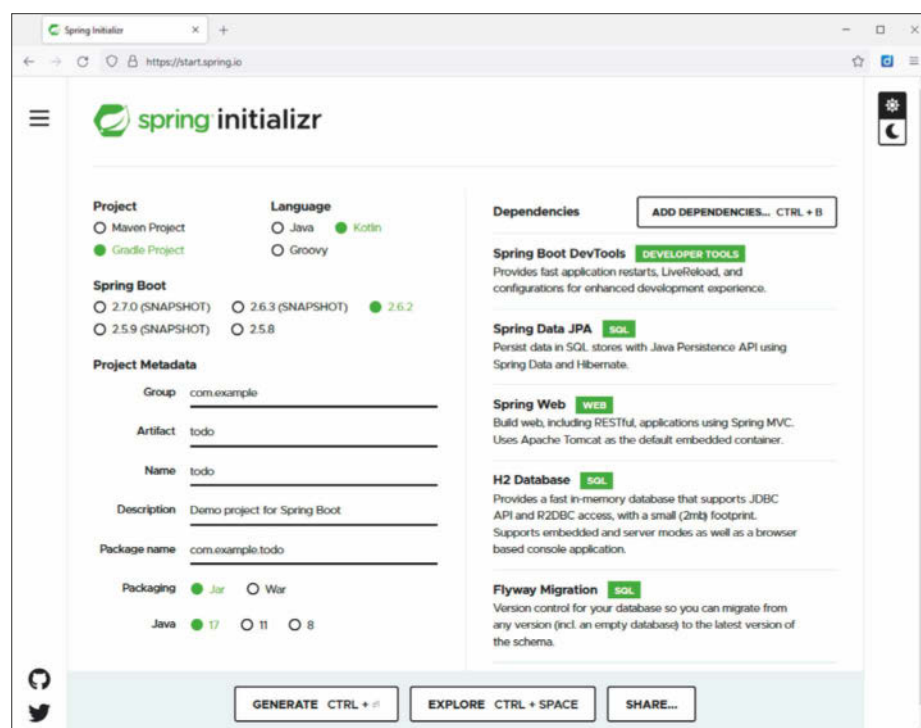 Spring Initializr
https://start.spring.io
spring initializr
Project
Maven Project
Gradle Project
Language
Java Kotlin
Groovy
Spring Boot
2.7.0 (SNAPSHOT) 2.6.3 (SNAPSHOT) 2.6.2
2.5.9 (SNAPSHOT) 2.5.8
Project Metadata
Group com.example
Artifact todo
Name todo
Description Demo project for Spring Boot
Package name com.example.todo
Packaging Jar War
Java 17 11 8
Dependencies ADD DEPENDENCIES... CTRL + B
Spring Boot DevTools DEVELOPER TOOLS
Provides fast application restarts, LiveReload, and
configurations for enhanced development experience.
Spring Data JPA SQL
Persist data in SQL stores with Java Persistence API using
Spring Data and Hibernate.
Spring Web WEB
Build web, including RESTful, applications using Spring MVC.
Uses Apache Tomcat as the default embedded container.
H2 Database SQL
Provides a fast in-memory database that supports JDBC
API and R2DBC access, with a small (2mb) footprint.
Supports embedded and server modes as well as a browser
based console application.
Flyway Migration SQL
Version control for your database so you can migrate from
any version (incl. an empty database) to the latest version of
the schema.
GENERATE CTRL + ⏎ EXPLORE CTRL + SPACE SHARE...